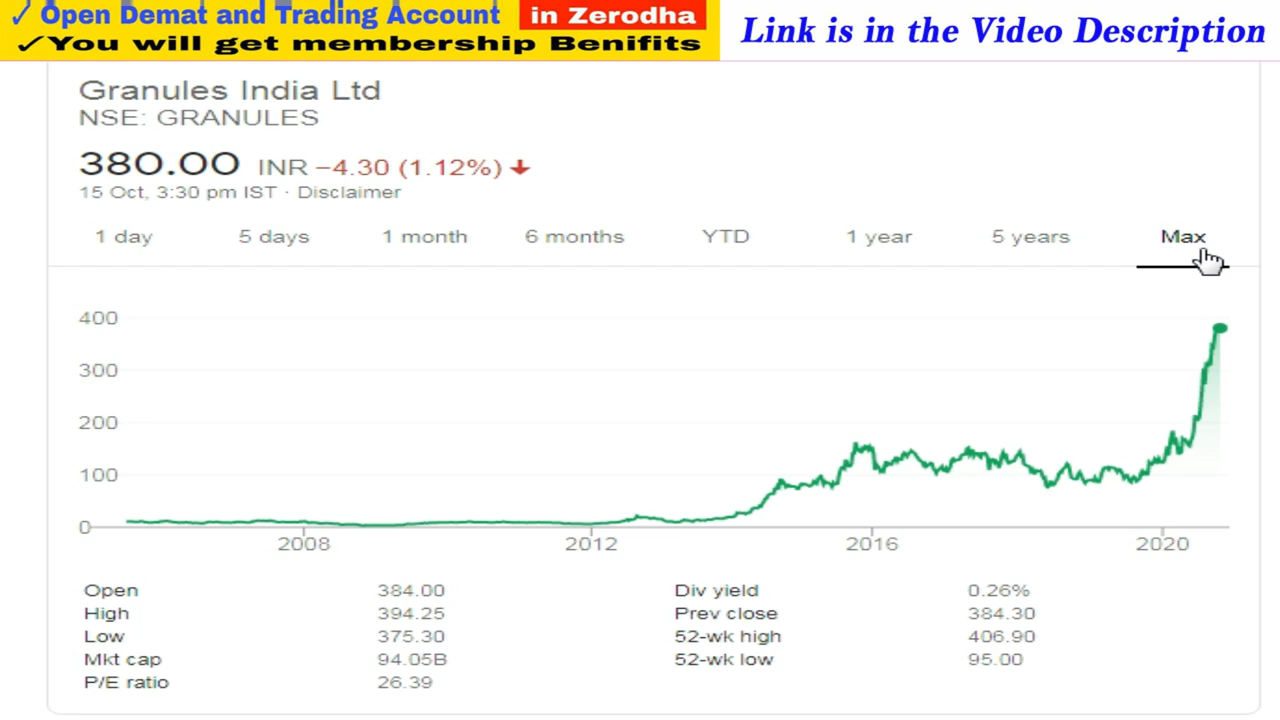 ✓ Open Demat and Trading Account in Zerodha
✓You will get membership Benifits
Link is in the Video Description
Granules India Ltd
NSE: GRANULES
380.00 INR −4.30 (1.12%) ↓
15 Oct, 3:30 pm IST · Disclaimer
1 day 5 days 1 month 6 months YTD 1 year 5 years Max
400
300
200
100
0
2008 2012 2016 2020
Open 384.00 Div yield 0.26%
High 394.25 Prev close 384.30
Low 375.30 52-wk high 406.90
Mkt cap 94.05B 52-wk low 95.00
P/E ratio 26.39